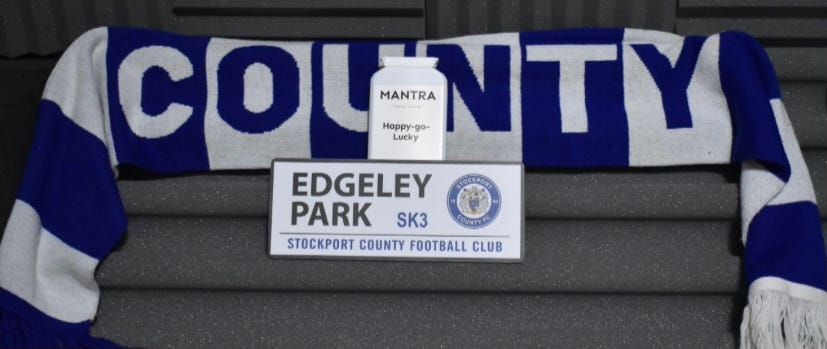 COUNTY
MANTRA
Happy-go-
Lucky
EDGELEY
PARK SK3
STOCKPORT
COUNTY FC
STOCKPORT COUNTY FOOTBALL CLUB